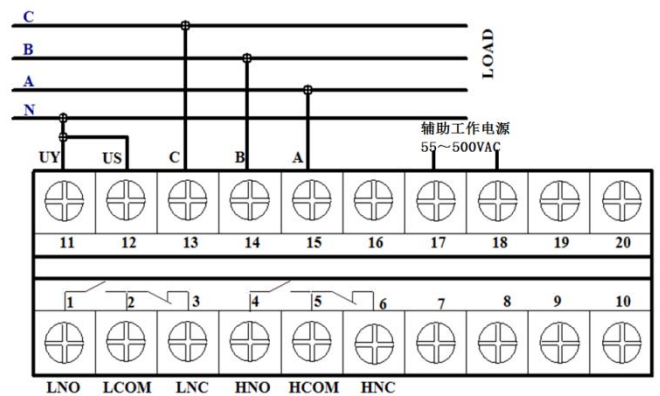 C
B
LOAD
A
N
辅助工作电源
55～500VAC
UY US C B A
11 12 13 14 15 16 17 18 19 20
1 2 3 4 5 6 7 8 9 10
LNO LCOM LNC HNO HCOM HNC